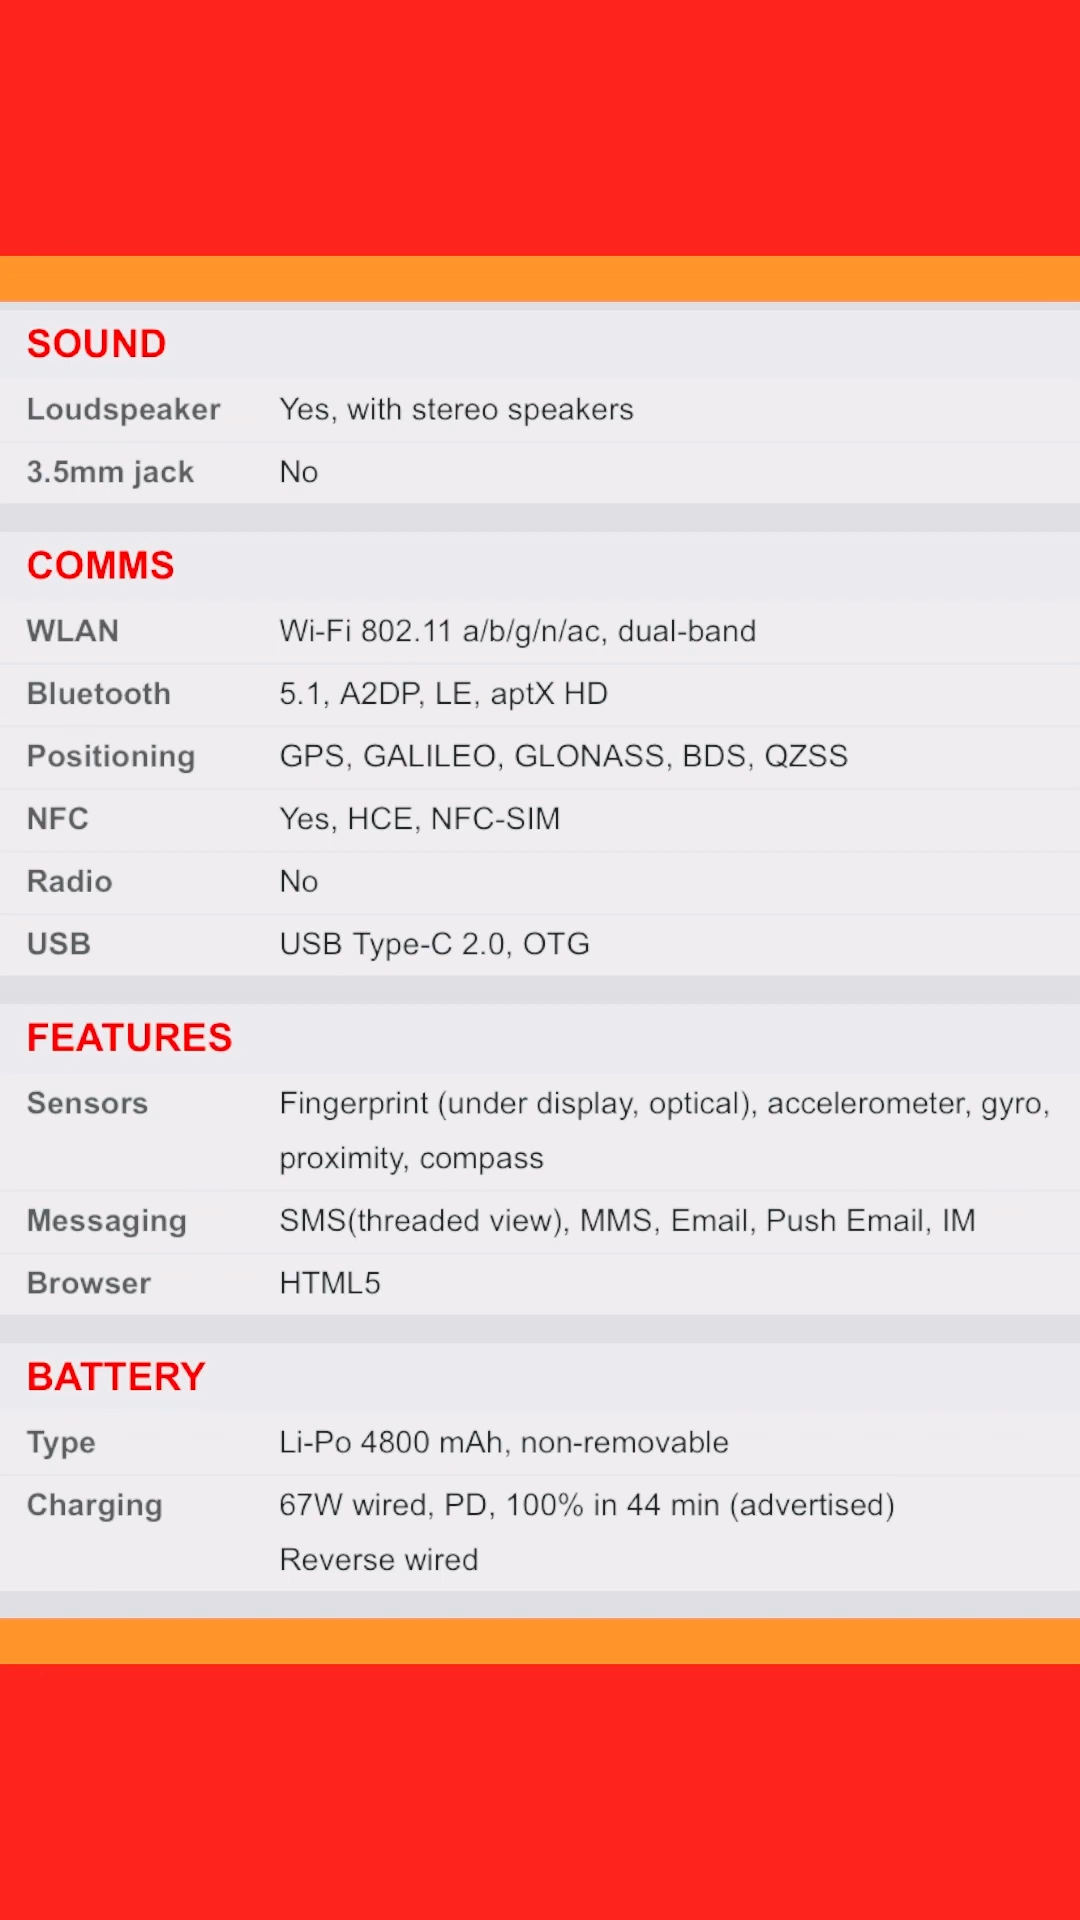 SOUND
Loudspeaker Yes, with stereo speakers
3.5mm jack No
COMMS
WLAN Wi-Fi 802.11 a/b/g/n/ac, dual-band
Bluetooth 5.1, A2DP, LE, aptX HD
Positioning GPS, GALILEO, GLONASS, BDS, QZSS
NFC Yes, HCE, NFC-SIM
Radio No
USB USB Type-C 2.0, OTG
FEATURES
Sensors Fingerprint (under display, optical), accelerometer, gyro,
proximity, compass
Messaging SMS(threaded view), MMS, Email, Push Email, IM
Browser HTML5
BATTERY
Type Li-Po 4800 mAh, non-removable
Charging 67W wired, PD, 100% in 44 min (advertised)
Reverse wired